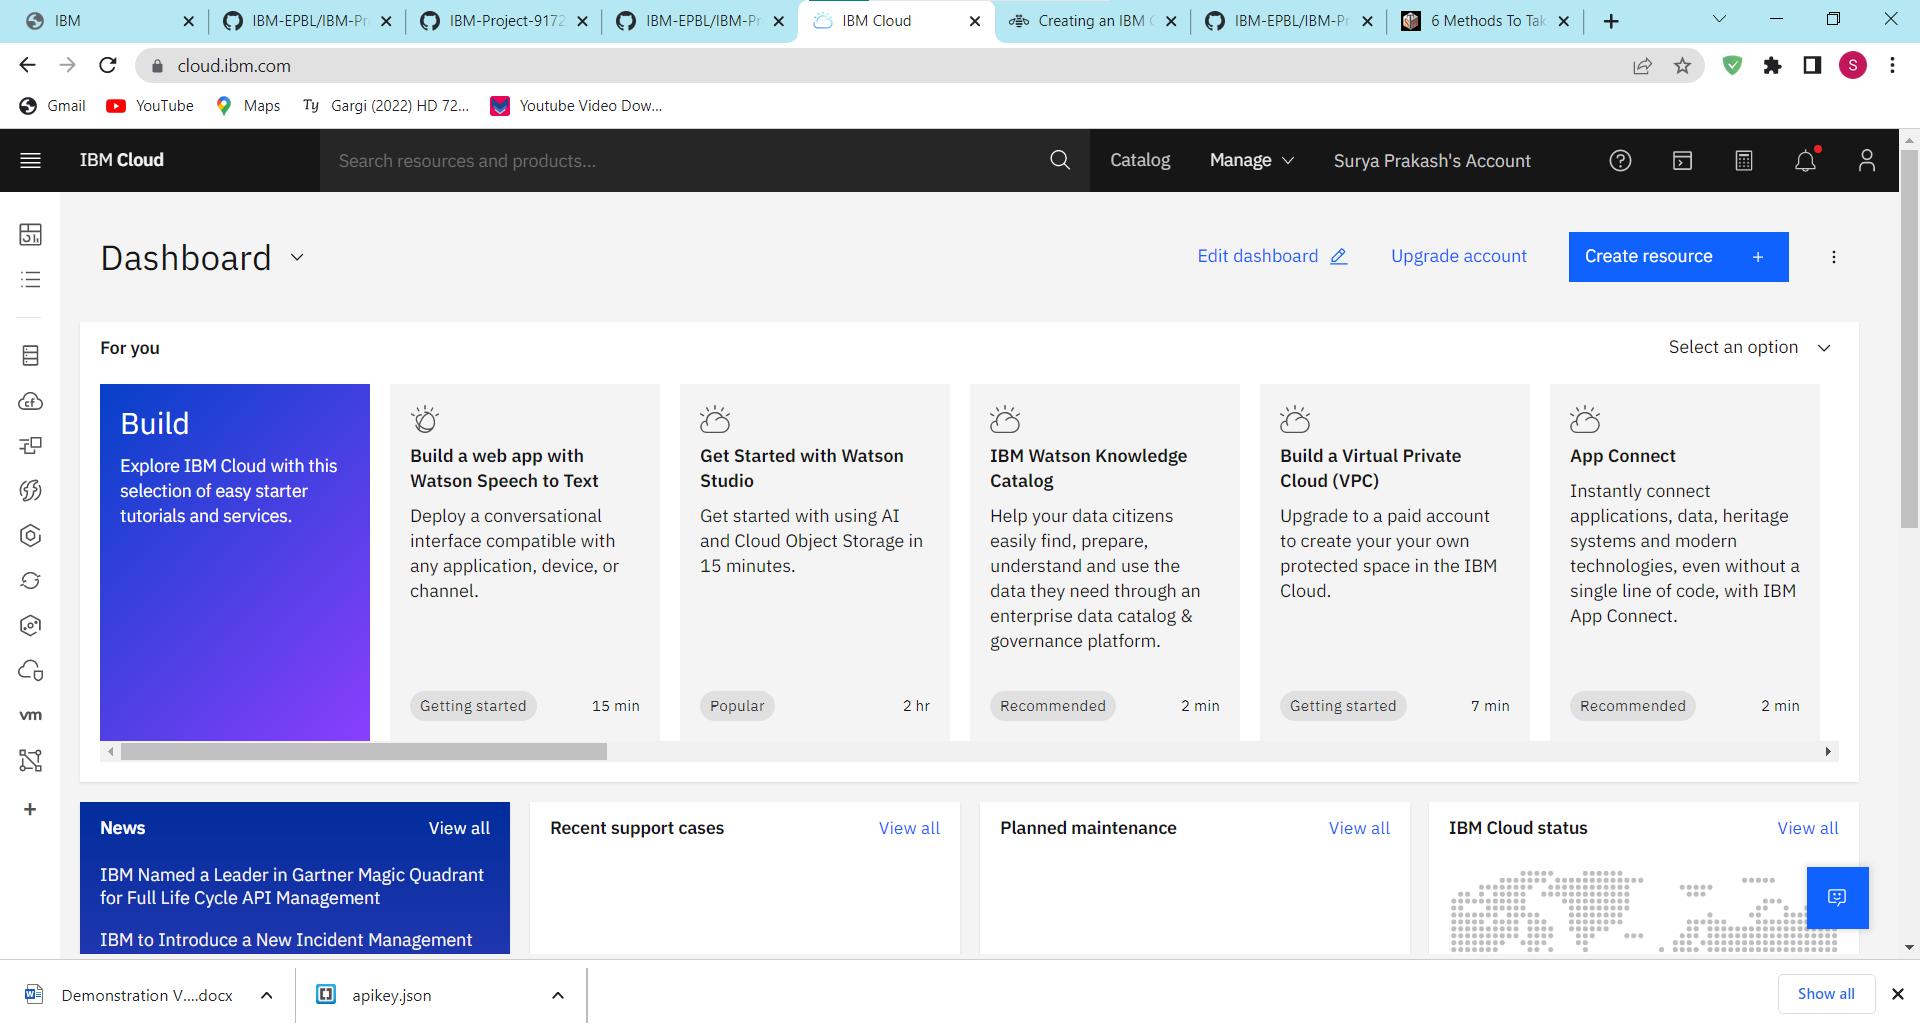 IBM
IBM-EPBL/IBM-Pr
IBM-Project-9172
IBM-EPBL/IBM-Pr
IBM Cloud
Creating an IBM C
IBM-EPBL/IBM-Pr
6 Methods To Tak
cloud.ibm.com
S
Gmail
YouTube
Maps
Ty Gargi (2022) HD 72...
Youtube Video Dow...
IBM Cloud
Search resources and products...
Catalog
Manage
Surya Prakash's Account
Dashboard
Edit dashboard
Upgrade account
Create resource +
For you
Select an option
Build
Explore IBM Cloud with this
selection of easy starter
tutorials and services.
Build a web app with
Watson Speech to Text
Deploy a conversational
interface compatible with
any application, device, or
channel.
Getting started 15 min
Get Started with Watson
Studio
Get started with using AI
and Cloud Object Storage in
15 minutes.
Popular 2 hr
IBM Watson Knowledge
Catalog
Help your data citizens
easily find, prepare,
understand and use the
data they need through an
enterprise data catalog &
governance platform.
Recommended 2 min
Build a Virtual Private
Cloud (VPC)
Upgrade to a paid account
to create your your own
protected space in the IBM
Cloud.
Getting started 7 min
App Connect
Instantly connect
applications, data, heritage
systems and modern
technologies, even without a
single line of code, with IBM
App Connect.
Recommended 2 min
cf
vm
News View all
IBM Named a Leader in Gartner Magic Quadrant
for Full Life Cycle API Management
IBM to Introduce a New Incident Management
Recent support cases View all
Planned maintenance View all
IBM Cloud status View all
Demonstration V....docx
apikey.json
Show all